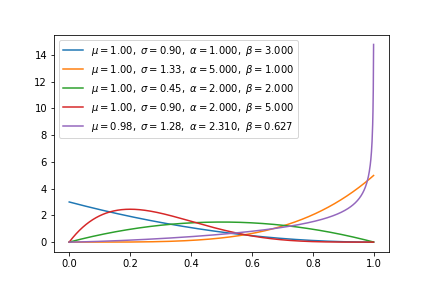 μ = 1.00, σ = 0.90, α = 1.000, β = 3.000
μ = 1.00, σ = 1.33, α = 5.000, β = 1.000
μ = 1.00, σ = 0.45, α = 2.000, β = 2.000
μ = 1.00, σ = 0.90, α = 2.000, β = 5.000
μ = 0.98, σ = 1.28, α = 2.310, β = 0.627
14
12
10
8
6
4
2
0
0.0 0.2 0.4 0.6 0.8 1.0